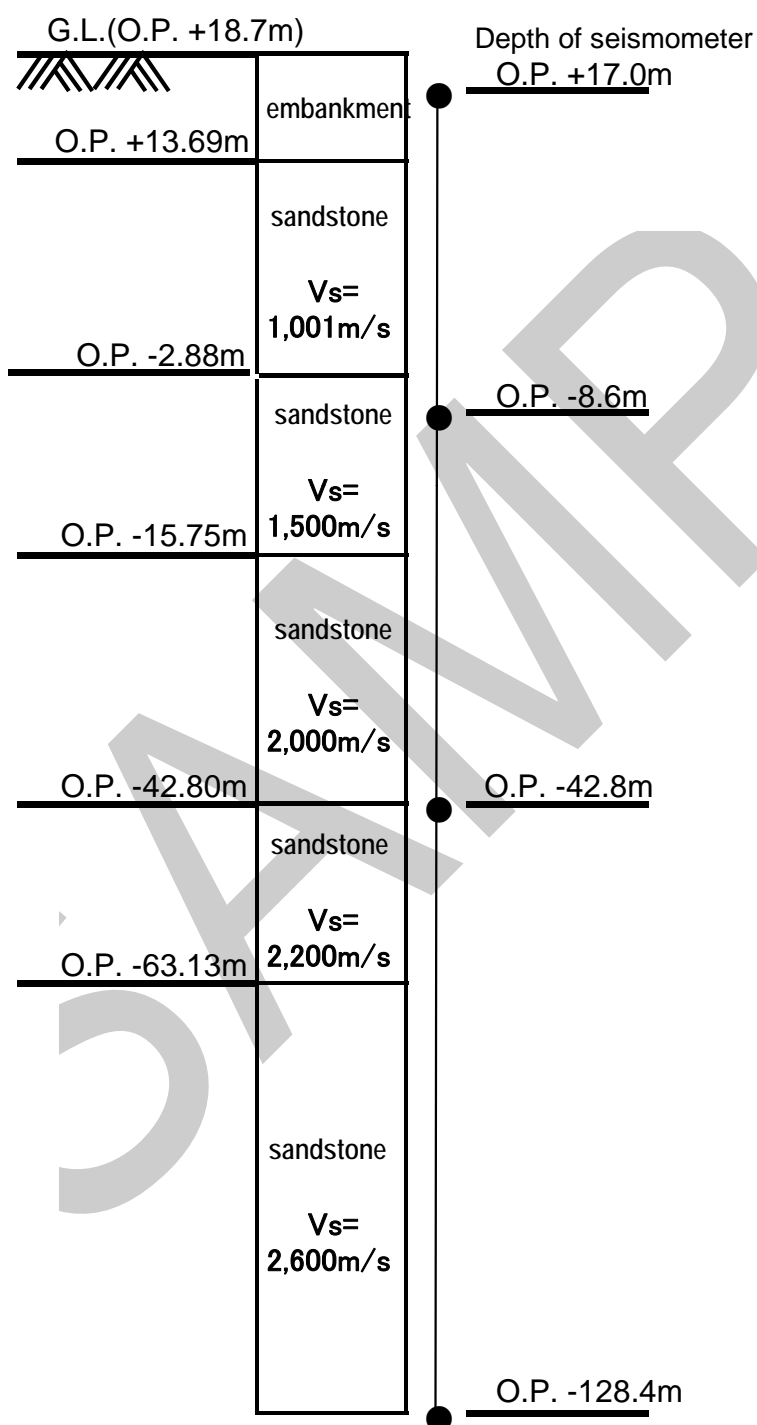 G.L.(O.P. +18.7m)
Depth of seismometer
O.P. +17.0m
embankment
O.P. +13.69m
sandstone
Vs=
1,001m/s
O.P. -2.88m
O.P. -8.6m
sandstone
Vs=
1,500m/s
O.P. -15.75m
sandstone
Vs=
2,000m/s
O.P. -42.80m
O.P. -42.8m
sandstone
Vs=
2,200m/s
O.P. -63.13m
sandstone
Vs=
2,600m/s
O.P. -128.4m
SAMP